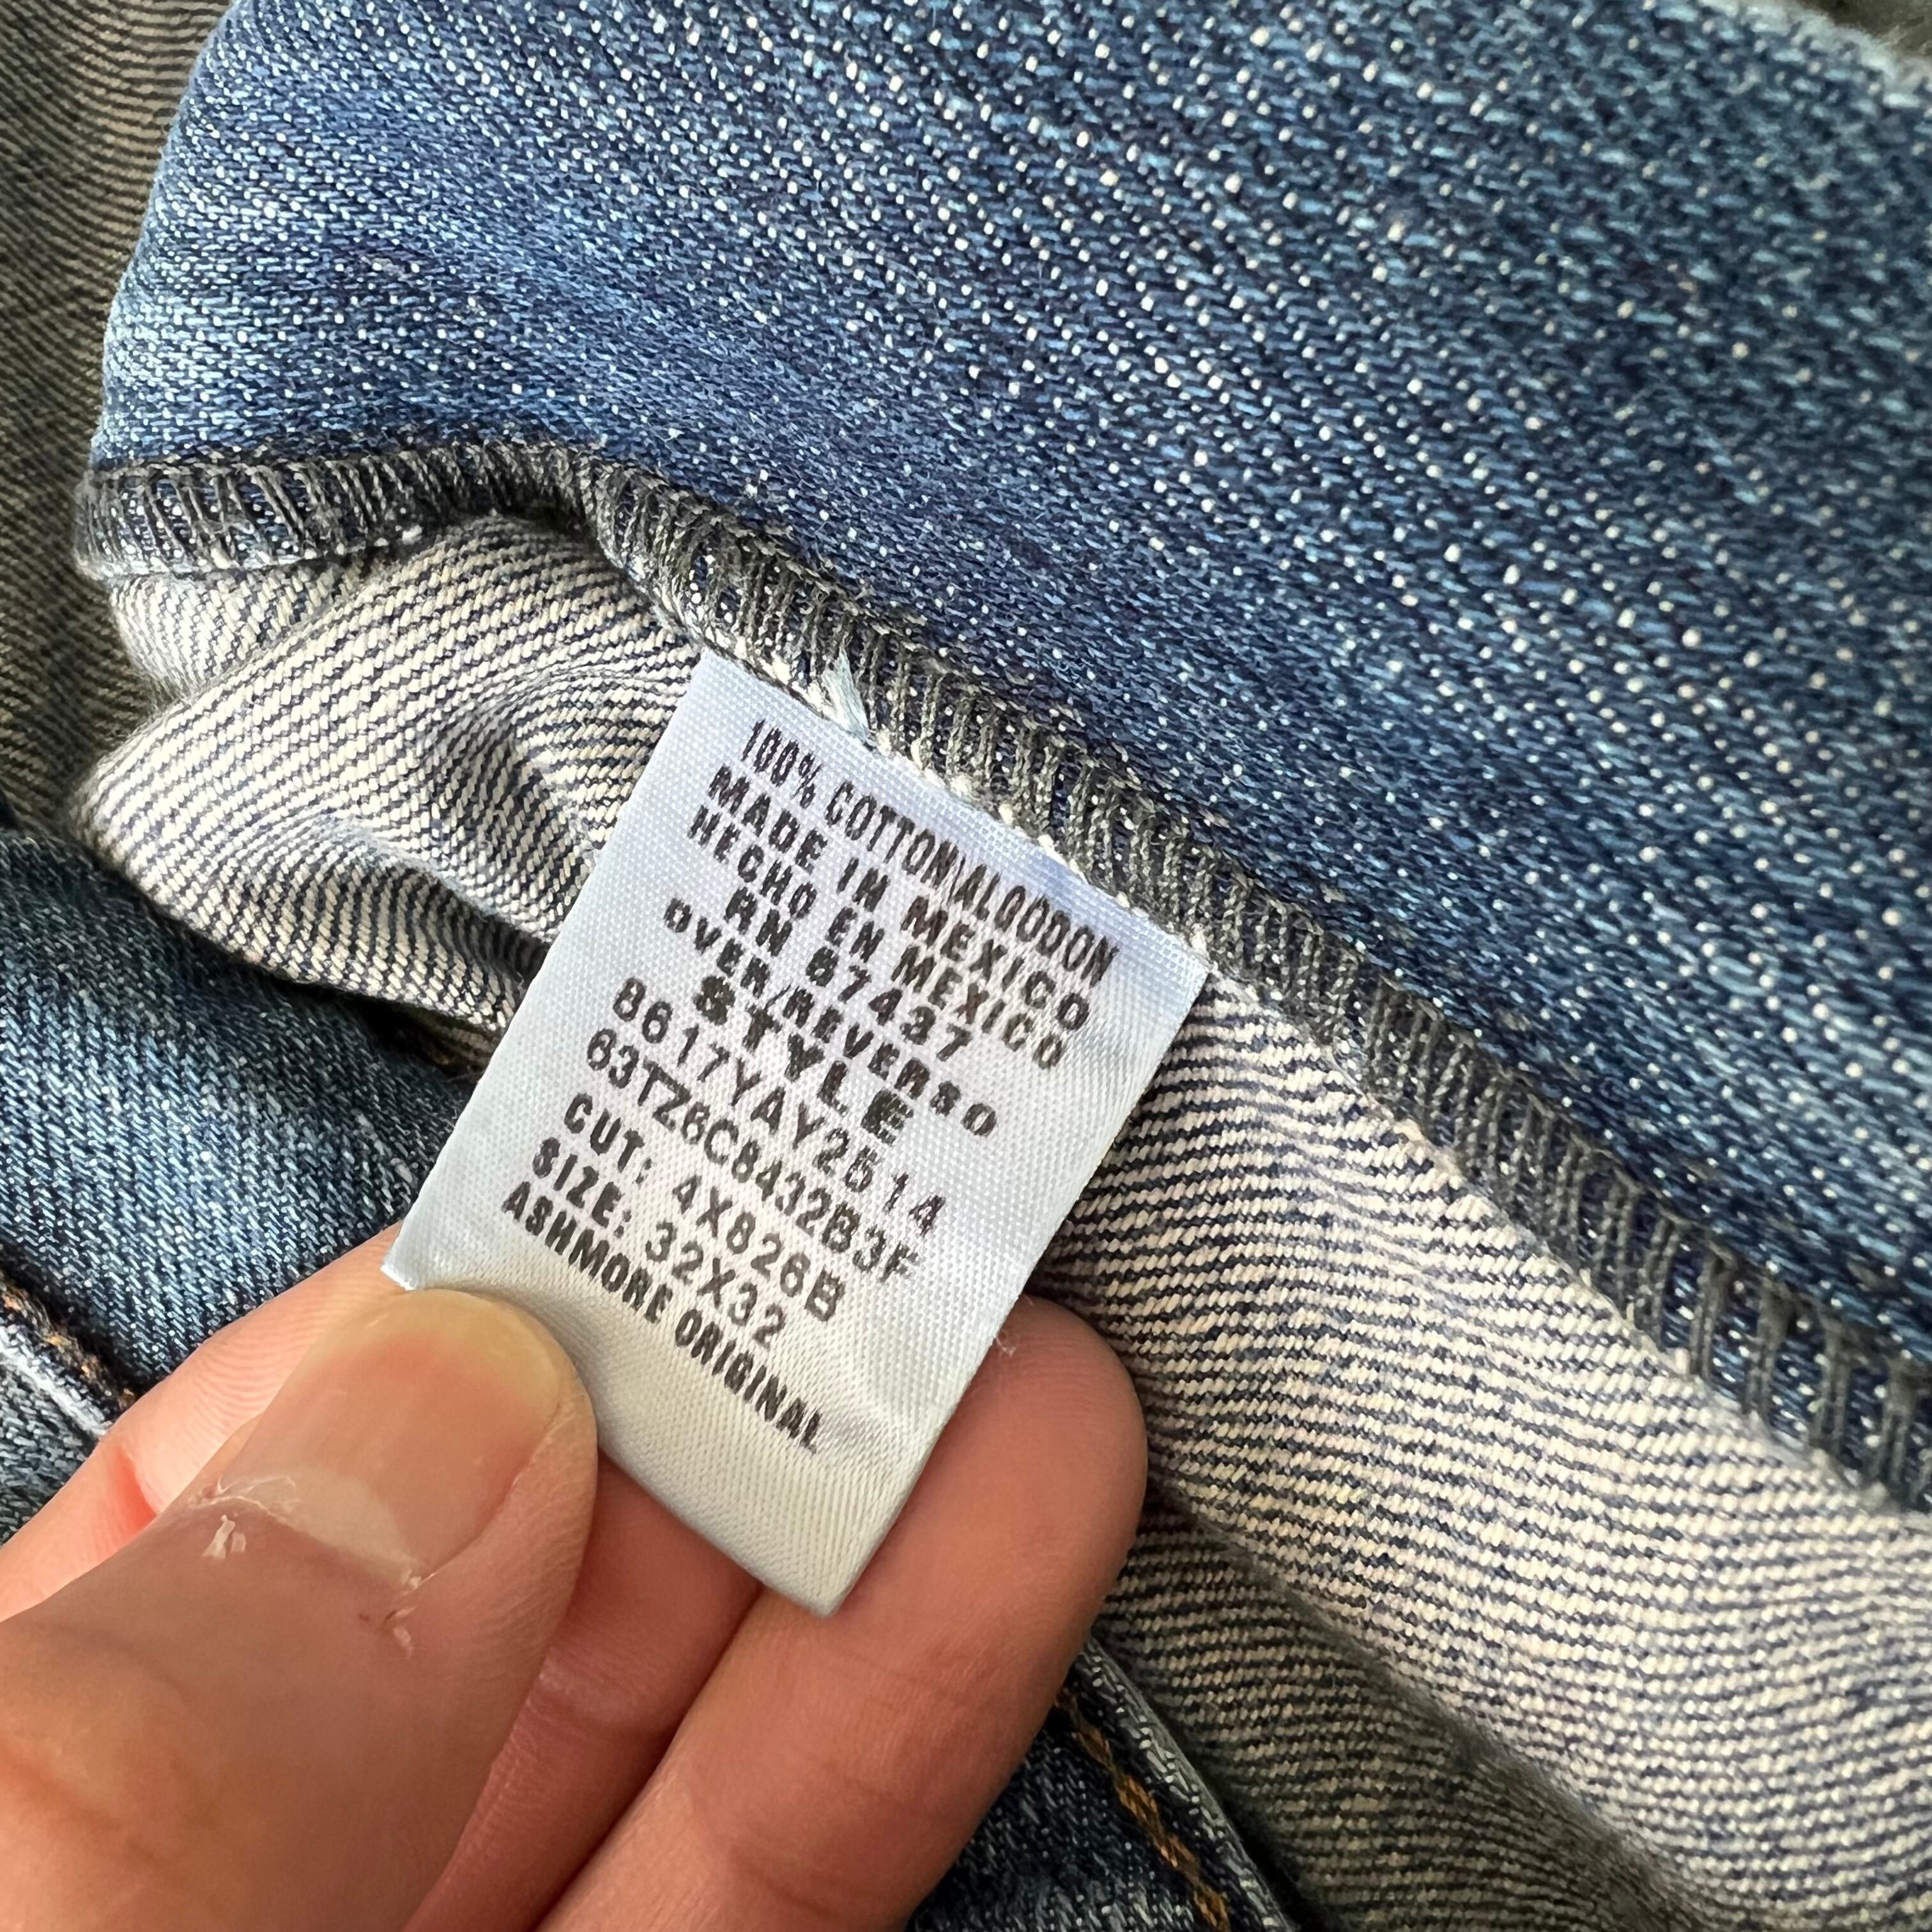 100% COTTON\ALGODON
MADE IN MEXICO
HECHO EN MEXICO
RN 87437
OVER/REVERSO
STYLE
8617YAY2514
63TZ6C8432B3F
CUT: 4X826B
SIZE: 32X32
ASHMORE ORIGINAL